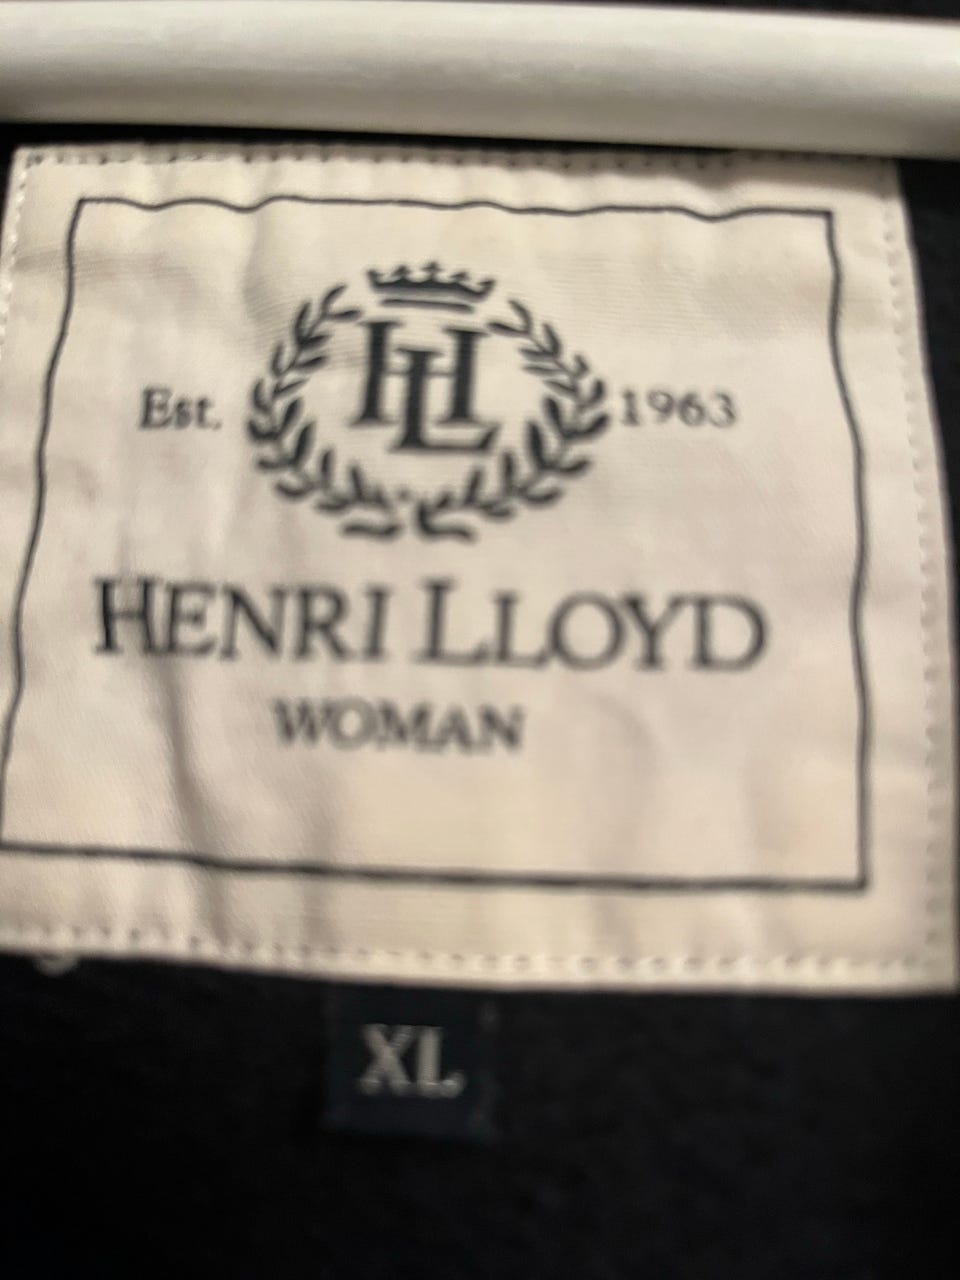 HL
Est. 1963
HENRI LLOYD
WOMAN
XL